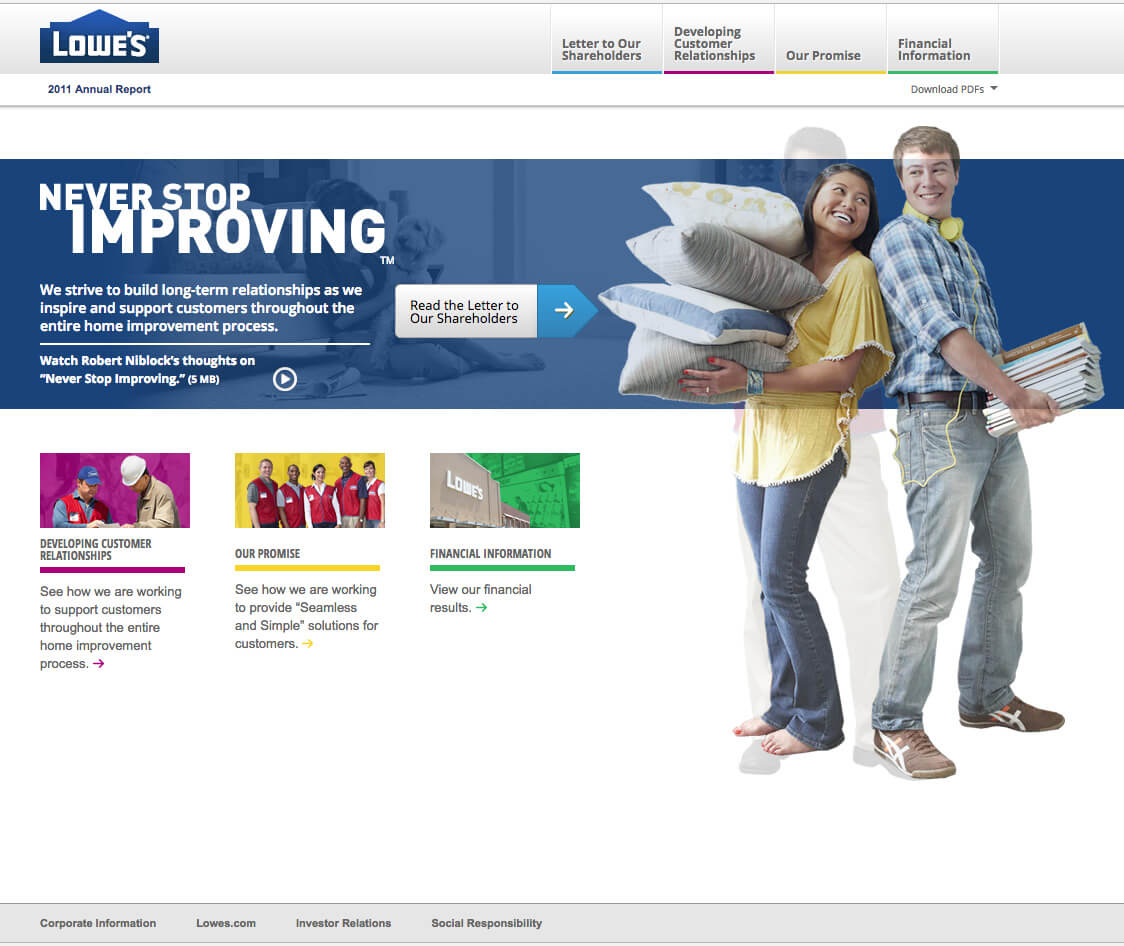 LOWE'S
Letter to Our
Shareholders
Developing
Customer
Relationships
Our Promise
Financial
Information
2011 Annual Report
Download PDFs
NEVER STOP
IMPROVING™
We strive to build long-term relationships as we
inspire and support customers throughout the
entire home improvement process.
Read the Letter to
Our Shareholders
Watch Robert Niblock's thoughts on
“Never Stop Improving.” (5 MB)
LOWE'S
DEVELOPING CUSTOMER
RELATIONSHIPS
See how we are working
to support customers
throughout the entire
home improvement
process.
OUR PROMISE
See how we are working
to provide “Seamless
and Simple” solutions for
customers.
FINANCIAL INFORMATION
View our financial
results.
Corporate Information
Lowes.com
Investor Relations
Social Responsibility